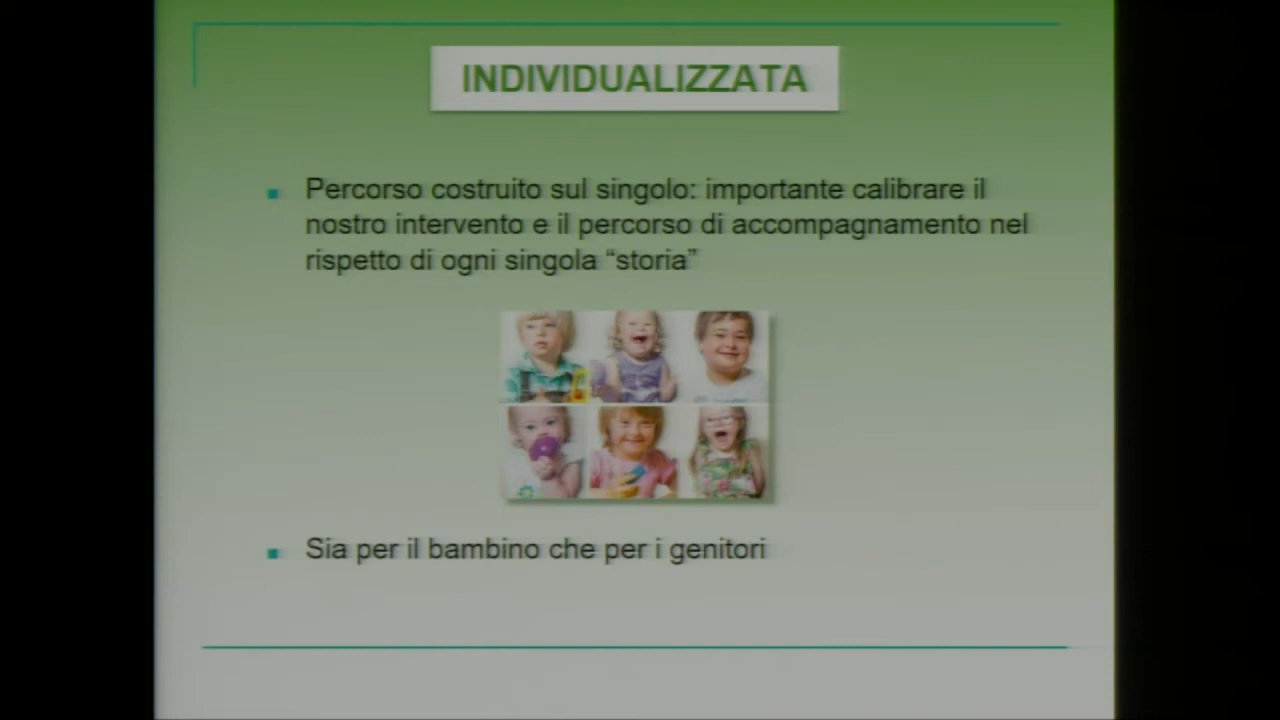 INDIVIDUALIZZATA
Percorso costruito sul singolo: importante calibrare il
nostro intervento e il percorso di accompagnamento nel
rispetto di ogni singola “storia”
Sia per il bambino che per i genitori